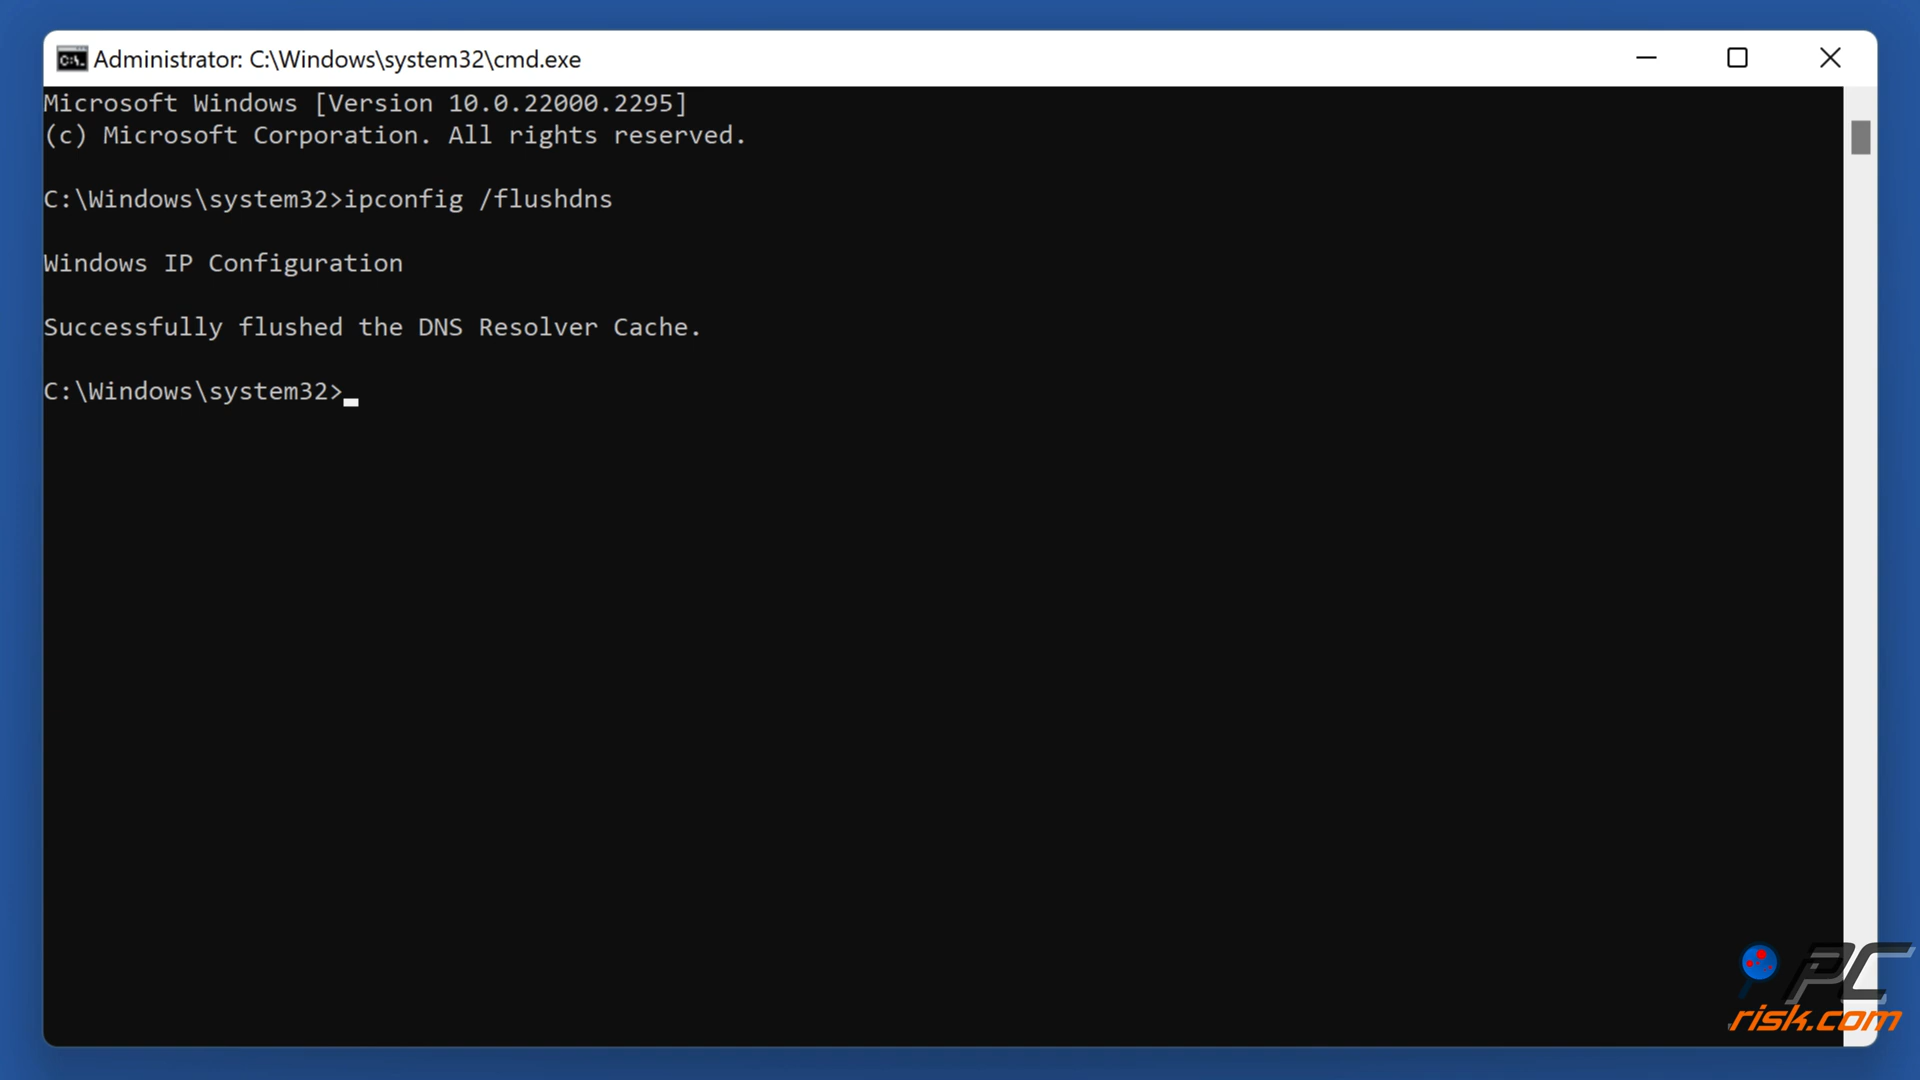 Administrator: C:\Windows\system32\cmd.exe
Microsoft Windows [Version 10.0.22000.2295]
(c) Microsoft Corporation. All rights reserved.
C:\Windows\system32>ipconfig /flushdns
Windows IP Configuration
Successfully flushed the DNS Resolver Cache.
C:\Windows\system32>
PC
risk.com